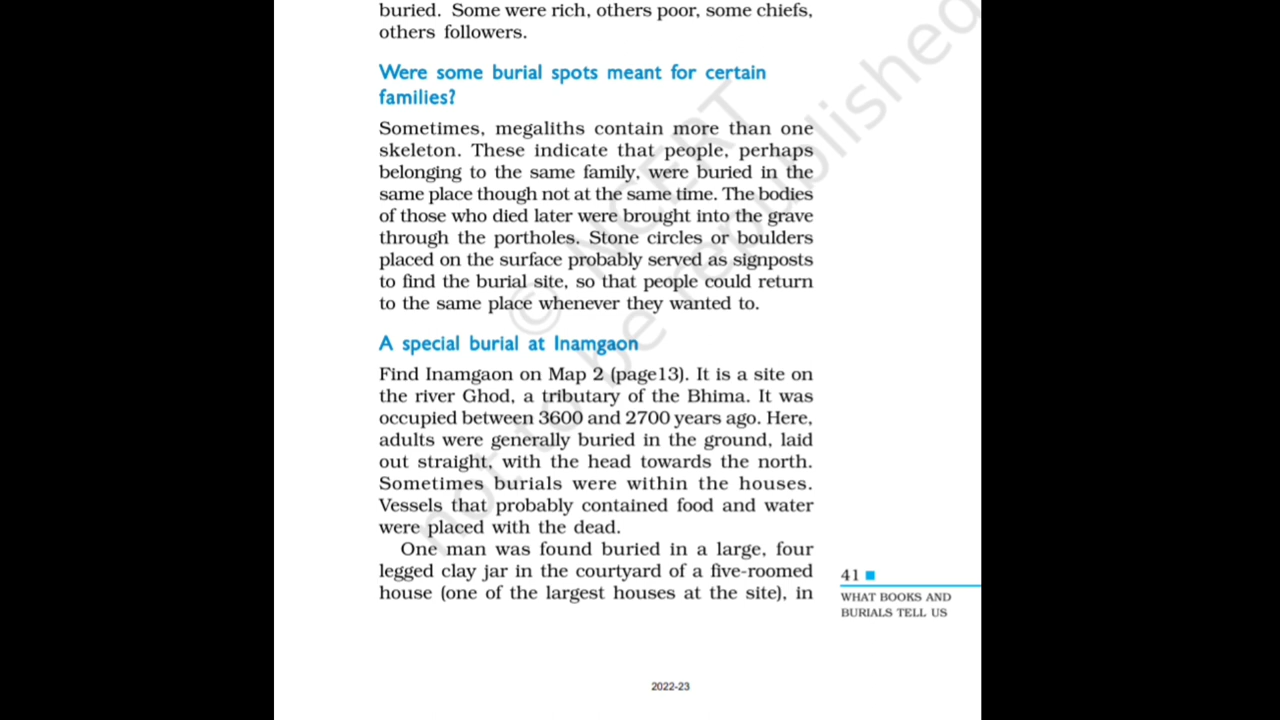 buried. Some were rich, others poor, some chiefs,
others followers.
Were some burial spots meant for certain
families?
Sometimes, megaliths contain more than one
skeleton. These indicate that people, perhaps
belonging to the same family, were buried in the
same place though not at the same time. The bodies
of those who died later were brought into the grave
through the portholes. Stone circles or boulders
placed on the surface probably served as signposts
to find the burial site, so that people could return
to the same place whenever they wanted to.
A special burial at Inamgaon
Find Inamgaon on Map 2 (page13). It is a site on
the river Ghod, a tributary of the Bhima. It was
occupied between 3600 and 2700 years ago. Here,
adults were generally buried in the ground, laid
out straight, with the head towards the north.
Sometimes burials were within the houses.
Vessels that probably contained food and water
were placed with the dead.
One man was found buried in a large, four
legged clay jar in the courtyard of a five-roomed
house (one of the largest houses at the site), in
41
WHAT BOOKS AND
BURIALS TELL US
2022-23
© NCERT
not to be republished